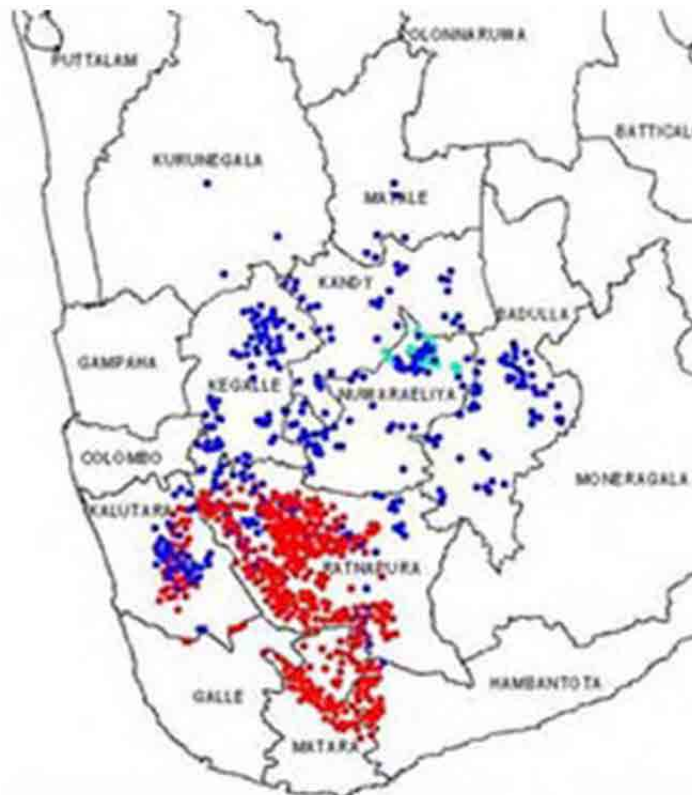 OLONNARUWA
PUTTALAM
BATTICAL
KURUNEGALA
MATALE
KANDY
BADULLA
GAMPAHA
KEGALLE
NUWARAELIYA
COLOMBO
MONERAGALA
KALUTARA
RATNAPURA
HAMBANTOTA
GALLE
MATARA